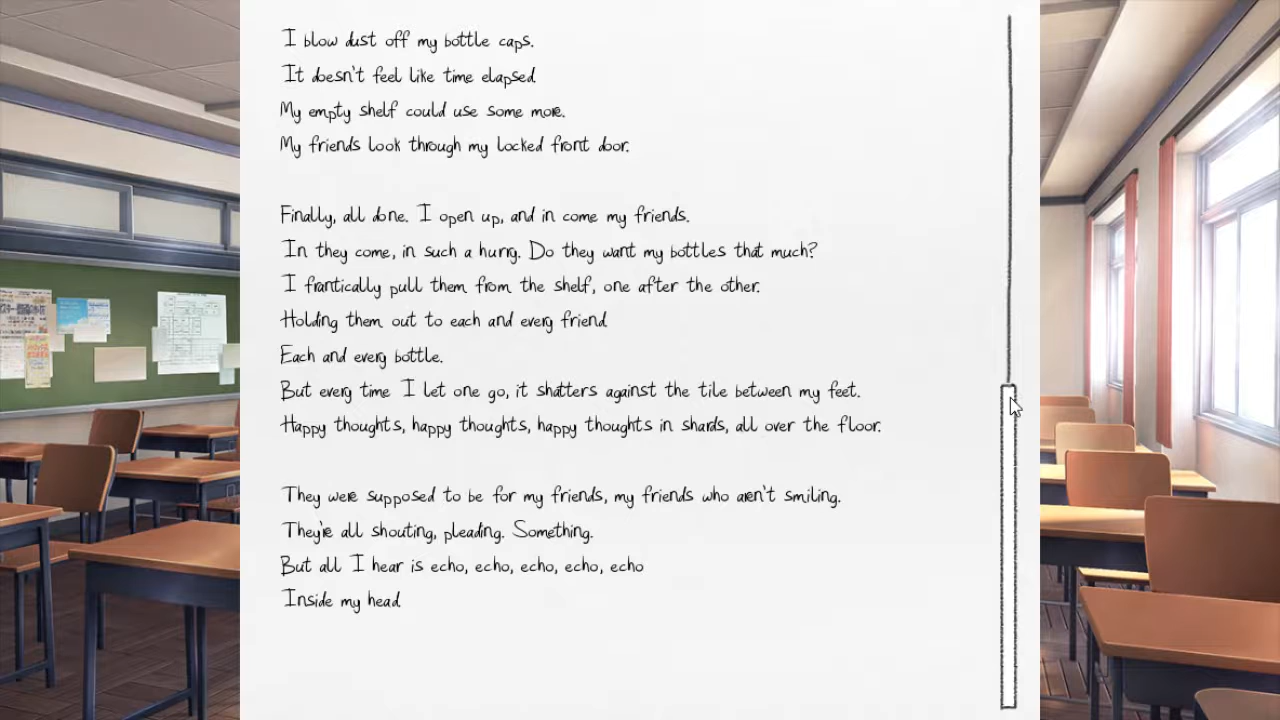 I blow dust off my bottle caps.
It doesn't feel like time elapsed
My empty shelf could use some more.
My friends look through my locked front door.
Finally, all done. I open up, and in come my friends.
In they come, in such a hurry. Do they want my bottles that much?
I frantically pull them from the shelf, one after the other.
Holding them out to each and every friend
Each and every bottle.
But every time I let one go, it shatters against the tile between my feet.
Happy thoughts, happy thoughts, happy thoughts in shards, all over the floor.
They were supposed to be for my friends, my friends who aren't smiling.
They're all shouting, pleading. Something.
But all I hear is echo, echo, echo, echo, echo
Inside my head